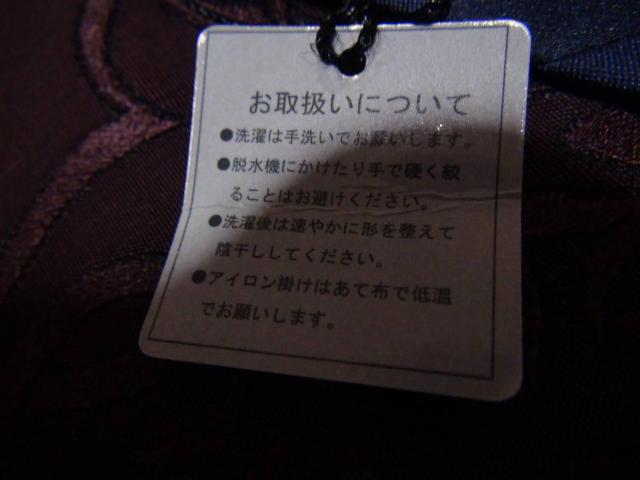 お取扱いについて
●洗濯は手洗いでお願いします。
●脱水機にかけたり手で硬く絞
ることはお避けください。
●洗濯後は速やかに形を整えて
陰干ししてください。
●アイロン掛けはあて布で低温
でお願いします。